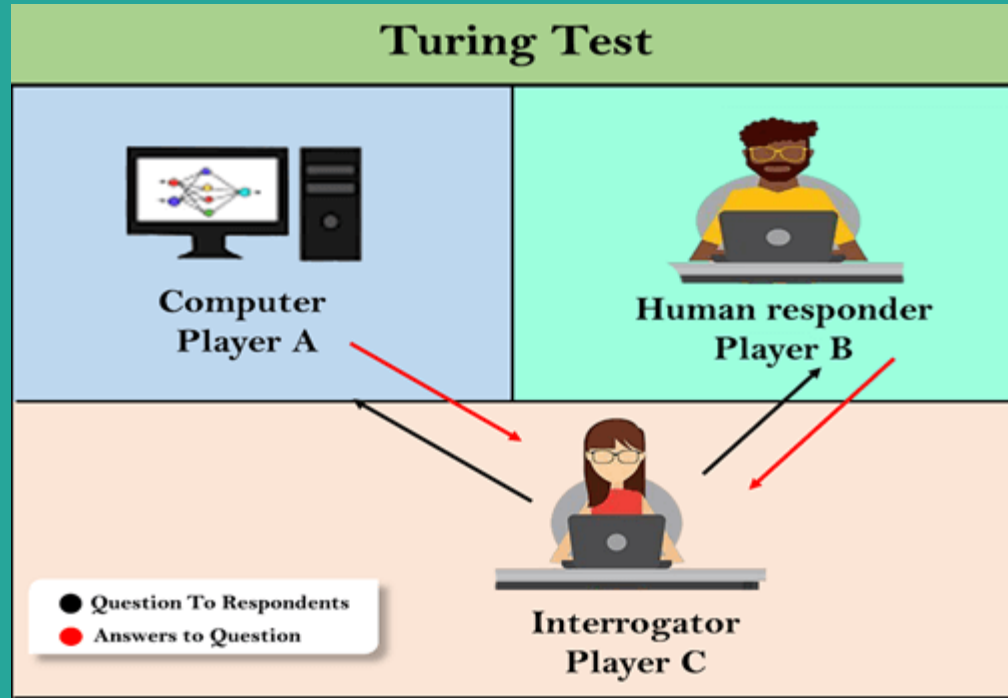 Turing Test
Computer
Player A
Human responder
Player B
Interrogator
Player C
Question To Respondents
Answers to Question